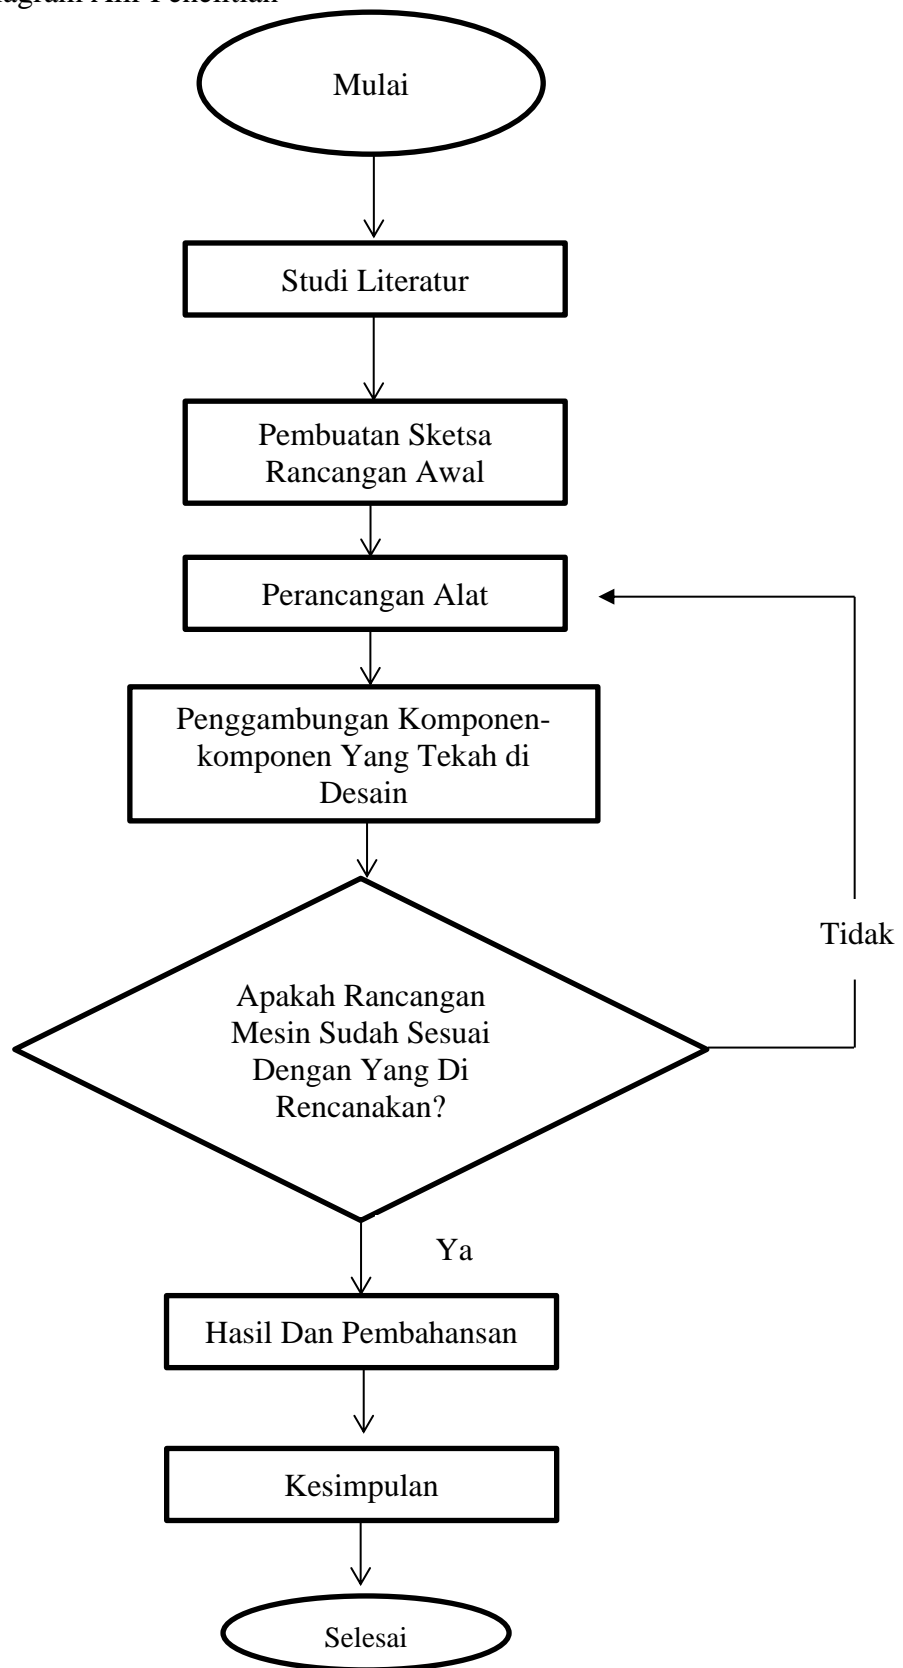 Mulai
Studi Literatur
Pembuatan Sketsa
Rancangan Awal
Perancangan Alat
Penggambungan Komponen-
komponen Yang Tekah di
Desain
Tidak
Apakah Rancangan
Mesin Sudah Sesuai
Dengan Yang Di
Rencanakan?
Ya
Hasil Dan Pembahansan
Kesimpulan
Selesai